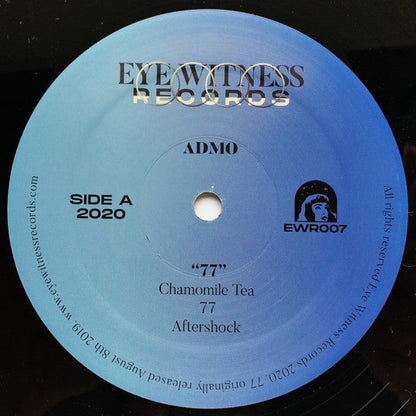 EYE WITNESS
RECORDS
ADMO
SIDE A
2020
EWR007
“77”
Chamomile Tea
77
Aftershock
All rights reserved Eye Witness Records 2020. 77 originally released August 8th 2019 www.eyewitnessrecords.com